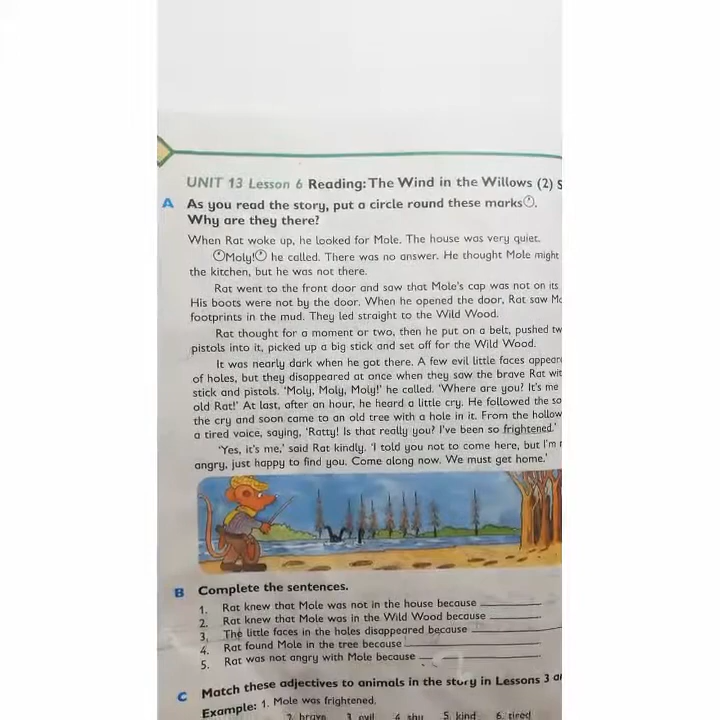 UNIT 13 Lesson 6 Reading: The Wind in the Willows (2)
A As you read the story, put a circle round these marks ʻ ʼ.
Why are they there?
When Rat woke up, he looked for Mole. The house was very quiet.
‘Moly!’ he called. There was no answer. He thought Mole might
the kitchen, but he was not there.
Rat went to the front door and saw that Mole's cap was not on its
His boots were not by the door. When he opened the door, Rat saw
footprints in the mud. They led straight to the Wild Wood.
Rat thought for a moment or two, then he put on a belt, pushed
pistols into it, picked up a big stick and set off for the Wild Wood.
It was nearly dark when he got there. A few evil little faces
of holes, but they disappeared at once when they saw the brave Rat
stick and pistols. ‘Moly, Moly, Moly!’ he called. ‘Where are you? It's me
old Rat!’ At last, after an hour, he heard a little cry. He followed the
the cry and soon came to an old tree with a hole in it. From the hollow
a tired voice, saying, ‘Ratty! Is that really you? I've been so frightened.’
‘Yes, it's me,’ said Rat kindly. ‘I told you not to come here, but I'm
angry, just happy to find you. Come along now. We must get home.’
B Complete the sentences.
1. Rat knew that Mole was not in the house because ______.
2. Rat knew that Mole was in the Wild Wood because ______.
3. The little faces in the holes disappeared because ______
4. Rat found Mole in the tree because ______.
5. Rat was not angry with Mole because ______.
C Match these adjectives to animals in the story in Lessons 3
Example: 1. Mole was frightened.
2. brave 3. evil 4. shy 5. kind 6. tired